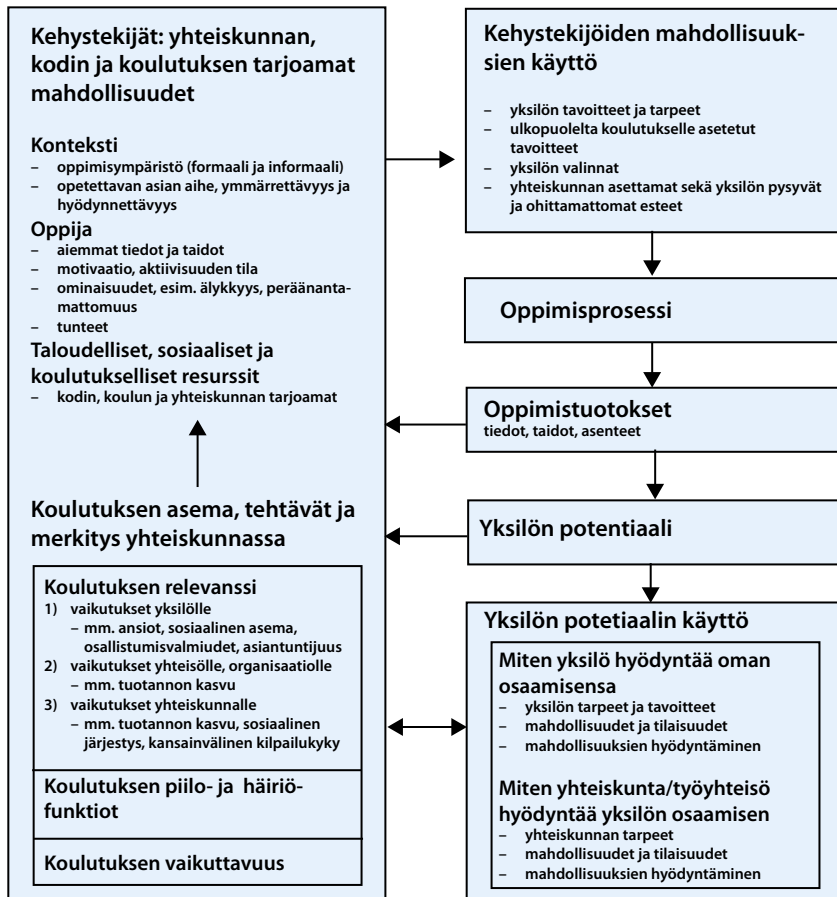 Kehystekijät: yhteiskunnan,
kodin ja koulutuksen tarjoamat
mahdollisuudet
Konteksti
– oppimisympäristö (formaali ja informaali)
– opetettavan asian aihe, ymmärrettävyys ja
hyödynnettävyys
Oppija
– aiemmat tiedot ja taidot
– motivaatio, aktiivisuuden tila
– ominaisuudet, esim. älykkyys, peräänanta-
mattomuus
– tunteet
Taloudelliset, sosiaaliset ja
koulutukselliset resurssit
– kodin, koulun ja yhteiskunnan tarjoamat
Koulutuksen asema, tehtävät ja
merkitys yhteiskunnassa
Koulutuksen relevanssi
1) vaikutukset yksilölle
– mm. ansiot, sosiaalinen asema,
osallistumisvalmiudet, asiantuntijuus
2) vaikutukset yhteisölle, organisaatiolle
– mm. tuotannon kasvu
3) vaikutukset yhteiskunnalle
– mm. tuotannon kasvu, sosiaalinen
järjestys, kansainvälinen kilpailukyky
Koulutuksen piilo- ja häiriö-
funktiot
Koulutuksen vaikuttavuus
Kehystekijöiden mahdollisuuk-
sien käyttö
– yksilön tavoitteet ja tarpeet
– ulkopuolelta koulutukselle asetetut
tavoitteet
– yksilön valinnat
– yhteiskunnan asettamat sekä yksilön pysyvät
ja ohittamattomat esteet
Oppimisprosessi
Oppimistuotokset
tiedot, taidot, asenteet
Yksilön potentiaali
Yksilön potetiaalin käyttö
Miten yksilö hyödyntää oman
osaamisensa
– yksilön tarpeet ja tavoitteet
– mahdollisuudet ja tilaisuudet
– mahdollisuuksien hyödyntäminen
Miten yhteiskunta/työyhteisö
hyödyntää yksilön osaamisen
– yhteiskunnan tarpeet
– mahdollisuudet ja tilaisuudet
– mahdollisuuksien hyödyntäminen